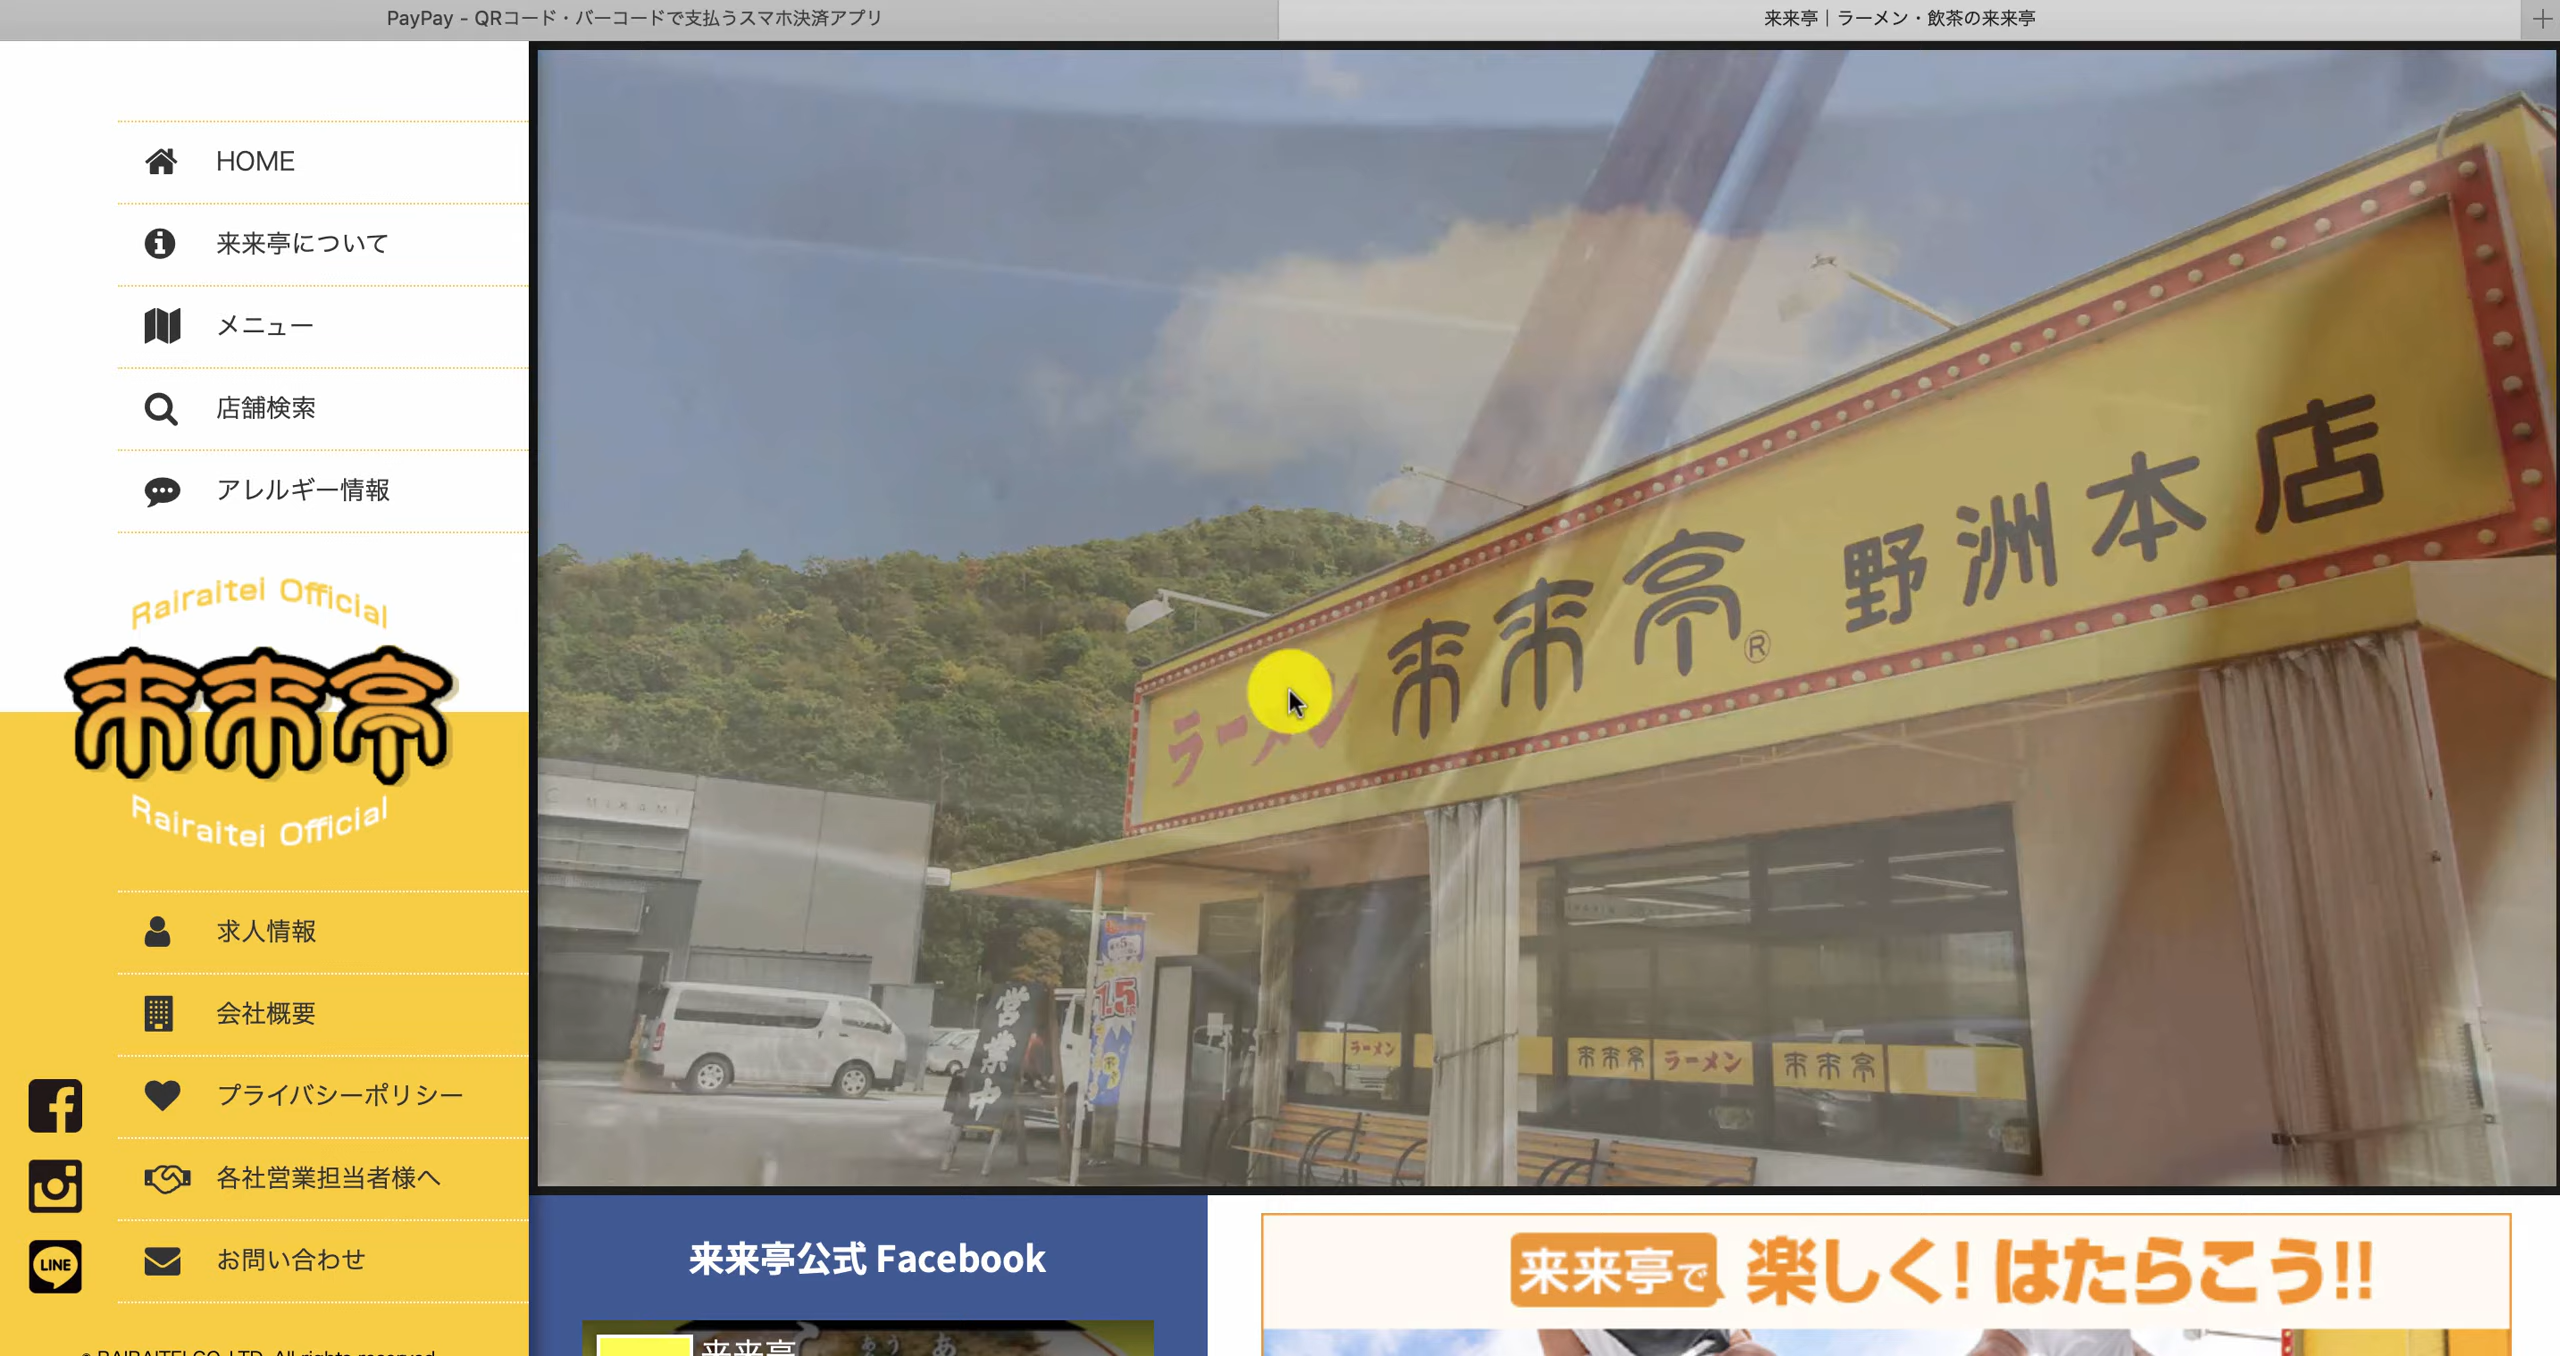 PayPay - QRコード・バーコードで支払うスマホ決済アプリ
来来亭｜ラーメン・飲茶の来来亭
HOME
来来亭について
メニュー
店舗検索
アレルギー情報
Rairaitei Official
来来亭
Rairaitei Official
求人情報
会社概要
プライバシーポリシー
各社営業担当者様へ
お問い合わせ
LINE
ラーメン 来来亭® 野洲本店
MIKAMI
営業中
1.5
ラーメン
来来亭 ラーメン 来来亭
来来亭公式 Facebook
来来亭
来来亭で 楽しく! はたらこう!!